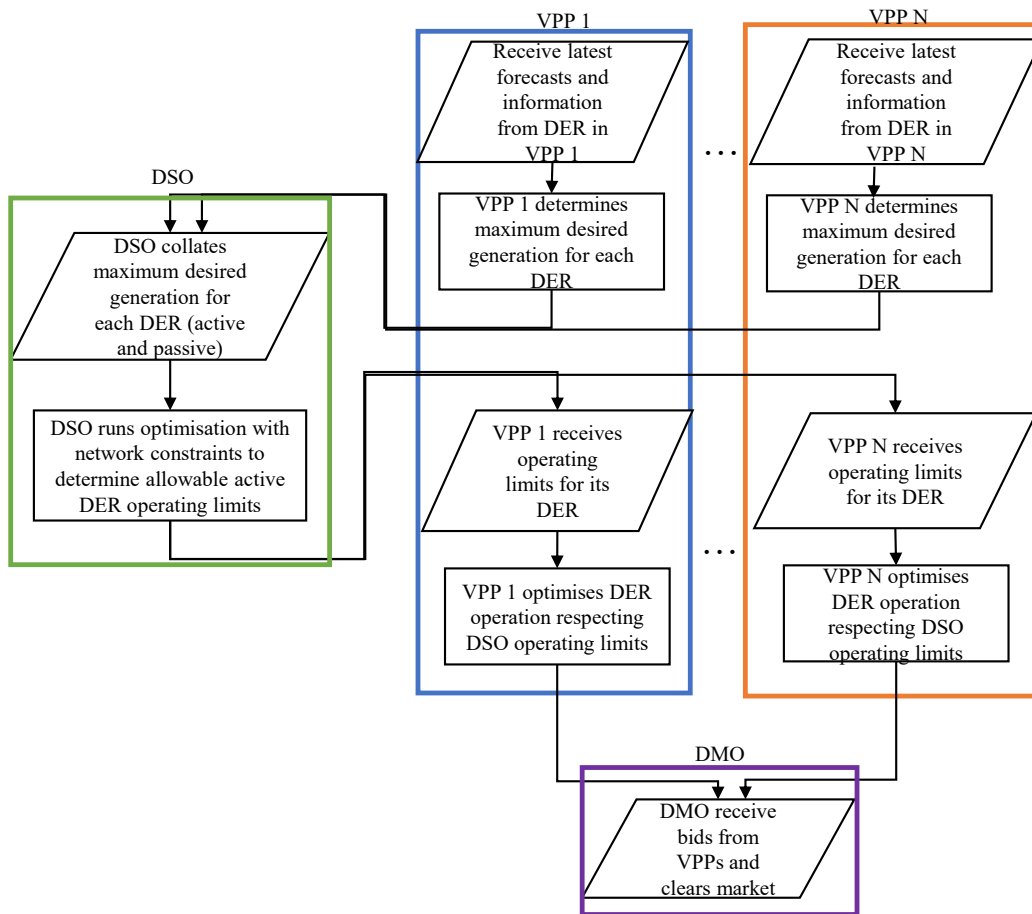 VPP 1
Receive latest
forecasts and
information
from DER in
VPP 1
VPP 1 determines
maximum desired
generation for each
DER
VPP N
Receive latest
forecasts and
information
from DER in
VPP N
VPP N determines
maximum desired
generation for each
DER
...
DSO
DSO collates
maximum desired
generation for
each DER (active
and passive)
DSO runs optimisation with
network constraints to
determine allowable active
DER operating limits
VPP 1 receives
operating
limits for its
DER
VPP 1 optimises DER
operation respecting
DSO operating limits
...
VPP N receives
operating limits
for its DER
VPP N optimises
DER operation
respecting DSO
operating limits
DMO
DMO receive
bids from
VPPs and
clears market